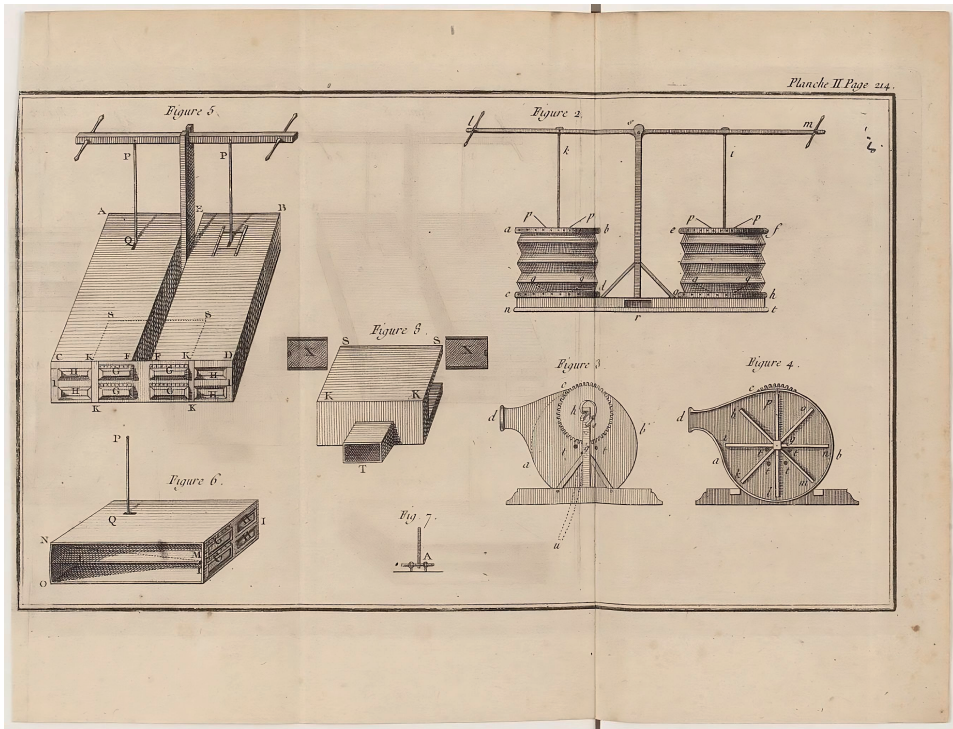 Planche II Page 214.
Figure 5.
P P
A E B
Q
S S
C K F F K D
H G G H
I I
H G G H
K K
Figure 2.
l o m
k i
p p p p
a b e f
q q q q
c d g h
n r t
Figure 8.
X S S X
K K
T
Figure 3.
c
d h
b
t t
a
u
Figure 4.
c
d p
h o
i g n b
a r r
k t t m
l
Figure 6.
P
Q
N I
G
M G
L
O
Fig 7.
A